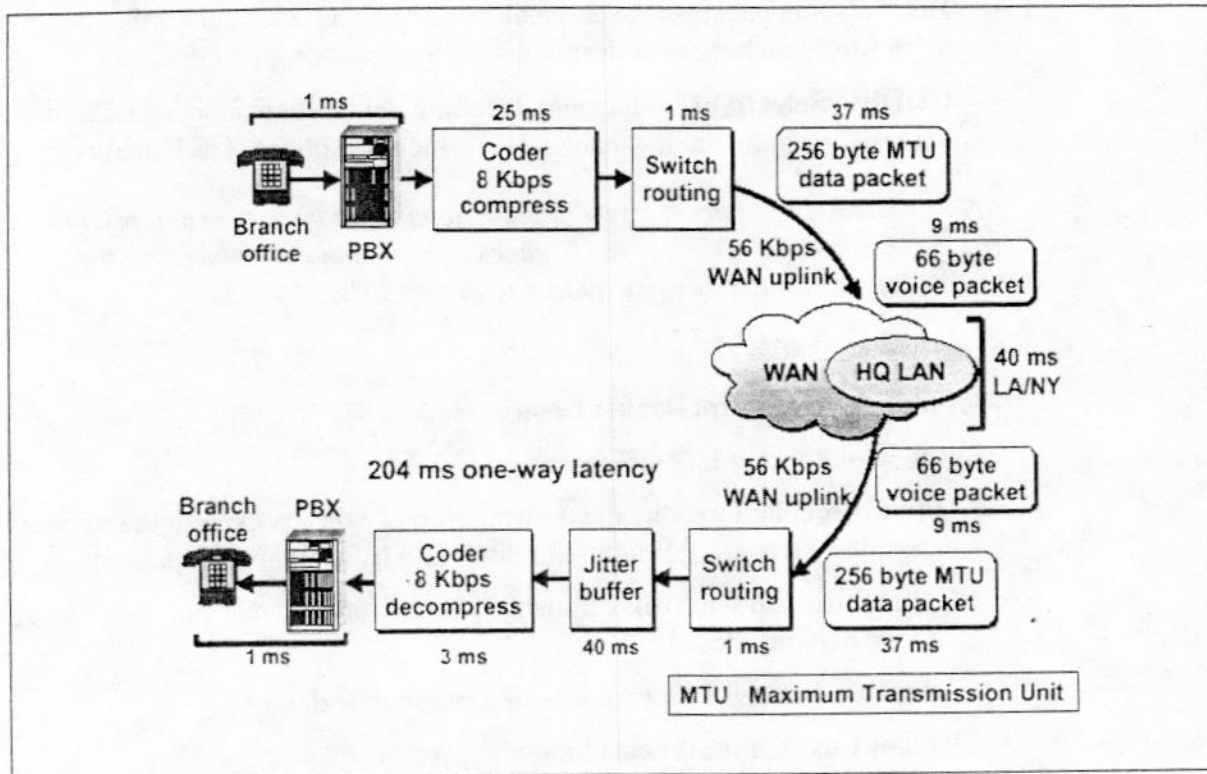 1 ms
Branch
office
PBX
25 ms
Coder
8 Kbps
compress
1 ms
Switch
routing
37 ms
256 byte MTU
data packet
56 Kbps
WAN uplink
9 ms
66 byte
voice packet
WAN
HQ LAN
40 ms
LA/NY
204 ms one-way latency
56 Kbps
WAN uplink
66 byte
voice packet
9 ms
Branch
office
PBX
1 ms
Coder
8 Kbps
decompress
3 ms
Jitter
buffer
40 ms
Switch
routing
1 ms
256 byte MTU
data packet
37 ms
MTU : Maximum Transmission Unit